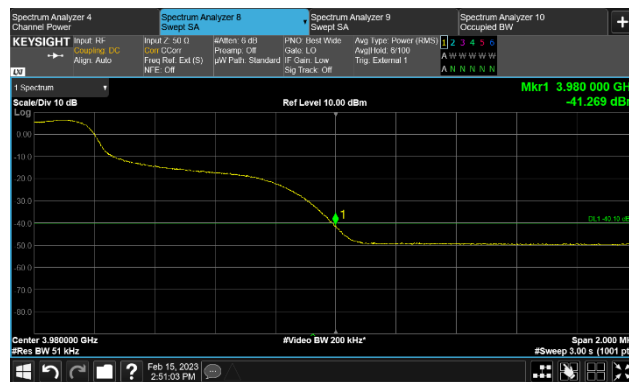 Spectrum Analyzer 4
Channel Power
Spectrum Analyzer 8
Swept SA
Spectrum Analyzer 9
Swept SA
Spectrum Analyzer 10
Occupied BW
+
KEYSIGHT
Input: RF
Coupling: DC
Align: Auto
Input Z: 50 Ω
Corr CCorr
Freq Ref: Ext (S)
NFE: Off
#Atten: 6 dB
Preamp: Off
µW Path: Standard
PNO: Best Wide
Gate: LO
IF Gain: Low
Sig Track: Off
Avg Type: Power (RMS)
Avg|Hold: 6/100
Trig: External 1
1 2 3 4 5 6
A W W W W W
A N N N N N
LXI
1 Spectrum
Scale/Div 10 dB
Log
Ref Level 10.00 dBm
Mkr1 3.980 000 GH
-41.269 dB
0.00
-10.0
-20.0
-30.0
-40.0
-50.0
-60.0
-70.0
-80.0
1
DL1 -40.10 dB
Center 3.980000 GHz
#Res BW 51 kHz
#Video BW 200 kHz*
Span 2.000 M
#Sweep 3.00 s (1001 pt
?
Feb 15, 2023
2:51:03 PM